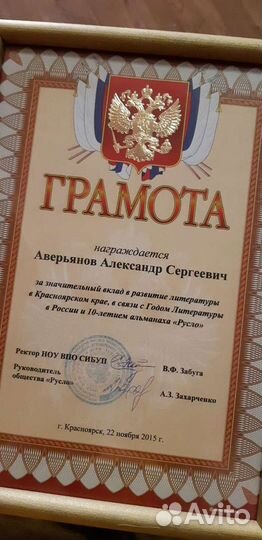 ГРАМОТА
награждается
Аверьянов Александр Сергеевич
за значительный вклад в развитие литературы
в Красноярском крае, в связи с Годом Литературы
в России и 10-летием альманаха «Русло»
Ректор НОУ ВПО СИБУП В.Ф. Забуга
Руководитель
общества «Русло» А.З. Захарченко
г. Красноярск, 22 ноября 2015 г.
Avito